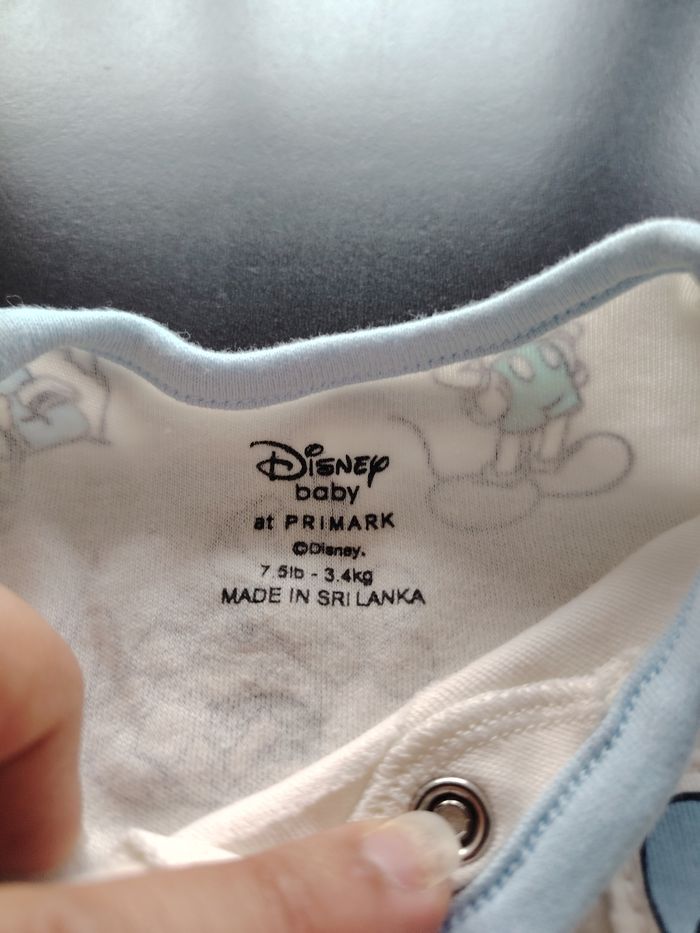 Disney
baby
at PRIMARK
©Disney.
7.5lb - 3.4kg
MADE IN SRI LANKA